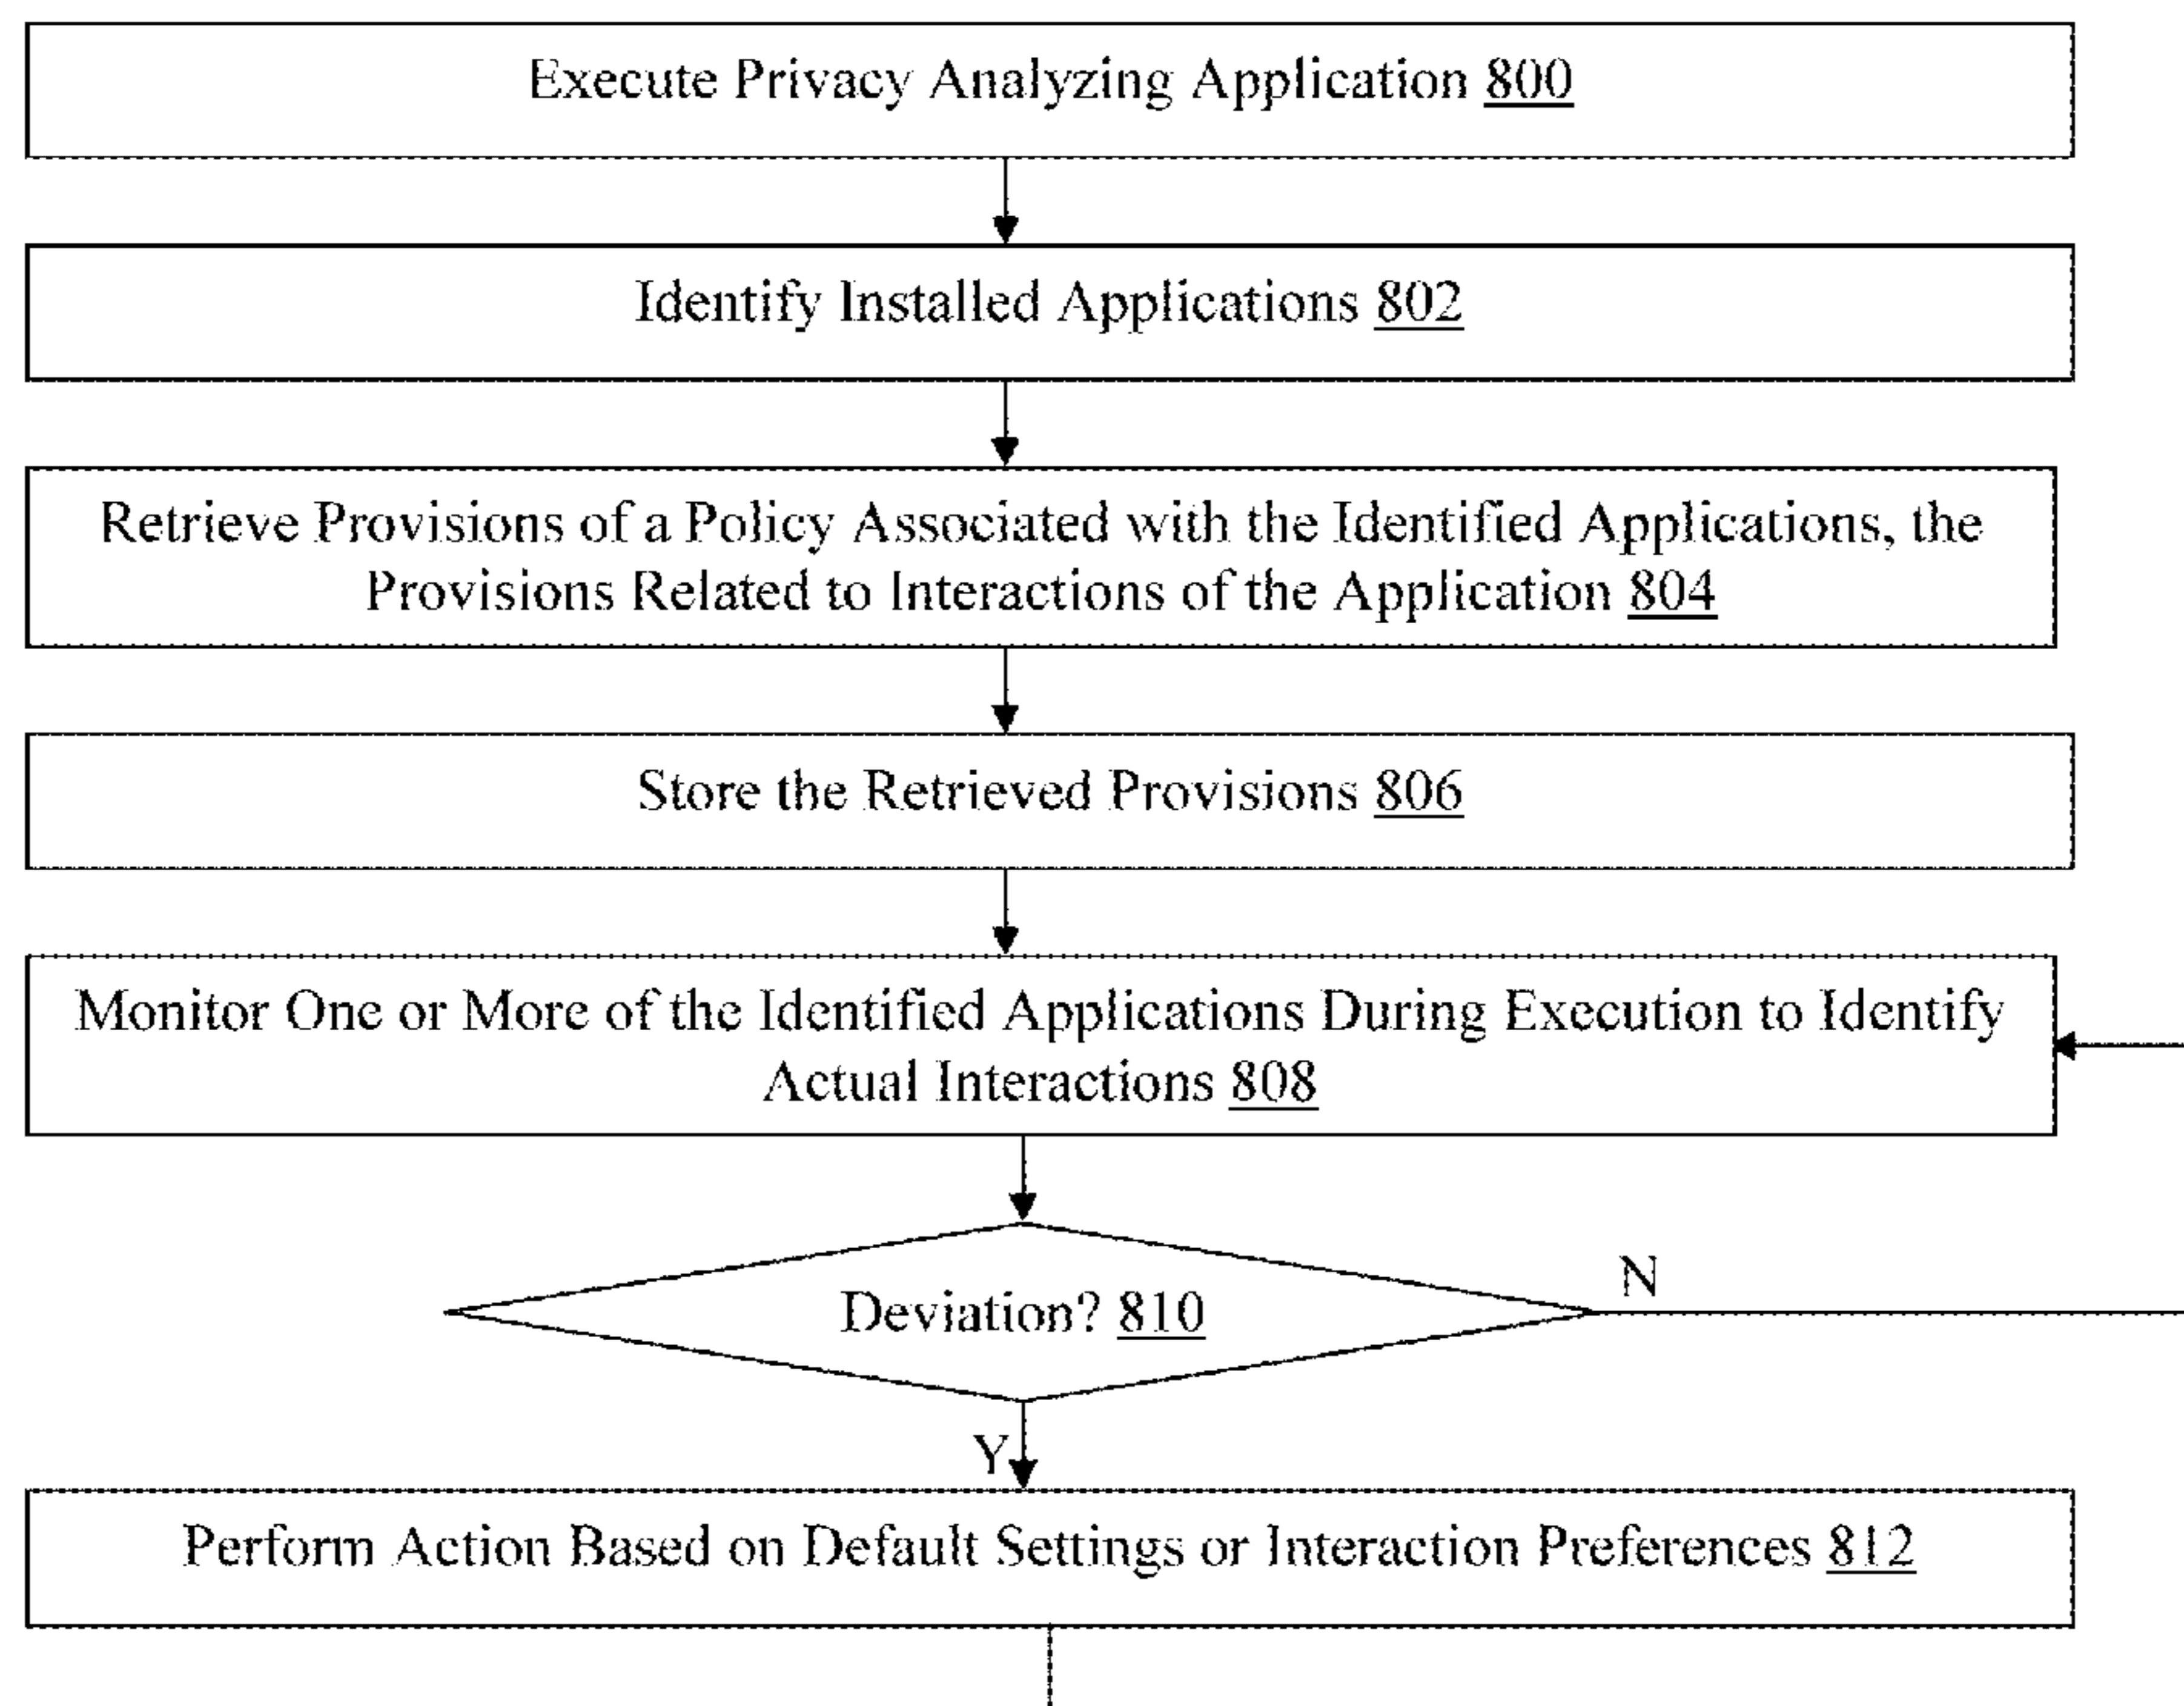 Execute Privacy Analyzing Application 800
Identify Installed Applications 802
Retrieve Provisions of a Policy Associated with the Identified Applications, the
Provisions Related to Interactions of the Application 804
Store the Retrieved Provisions 806
Monitor One or More of the Identified Applications During Execution to Identify
Actual Interactions 808
Deviation? 810
N
Y
Perform Action Based on Default Settings or Interaction Preferences 812